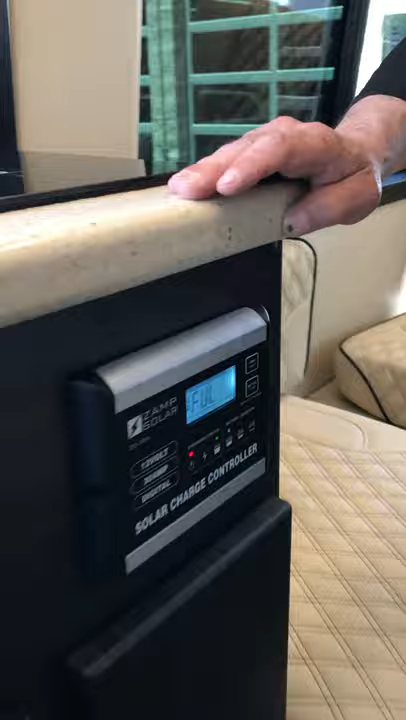 FUL
ZAMP
SOLAR
12VOLT
30AMP
DIGITAL
SOLAR CHARGE CONTROLLER